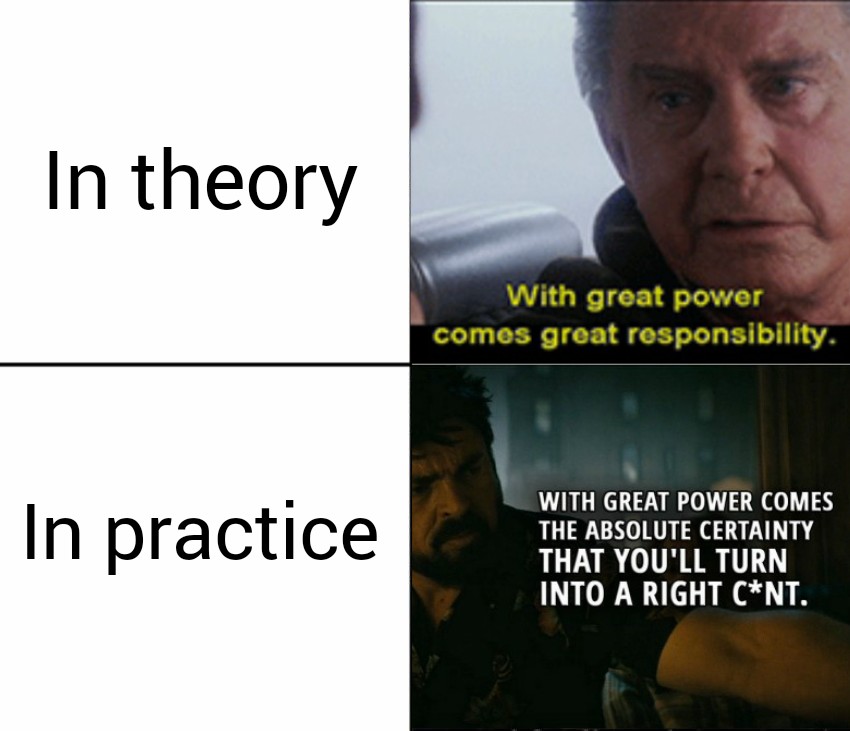 In theory
With great power
comes great responsibility.
In practice
WITH GREAT POWER COMES
THE ABSOLUTE CERTAINTY
THAT YOU'LL TURN
INTO A RIGHT C*NT.